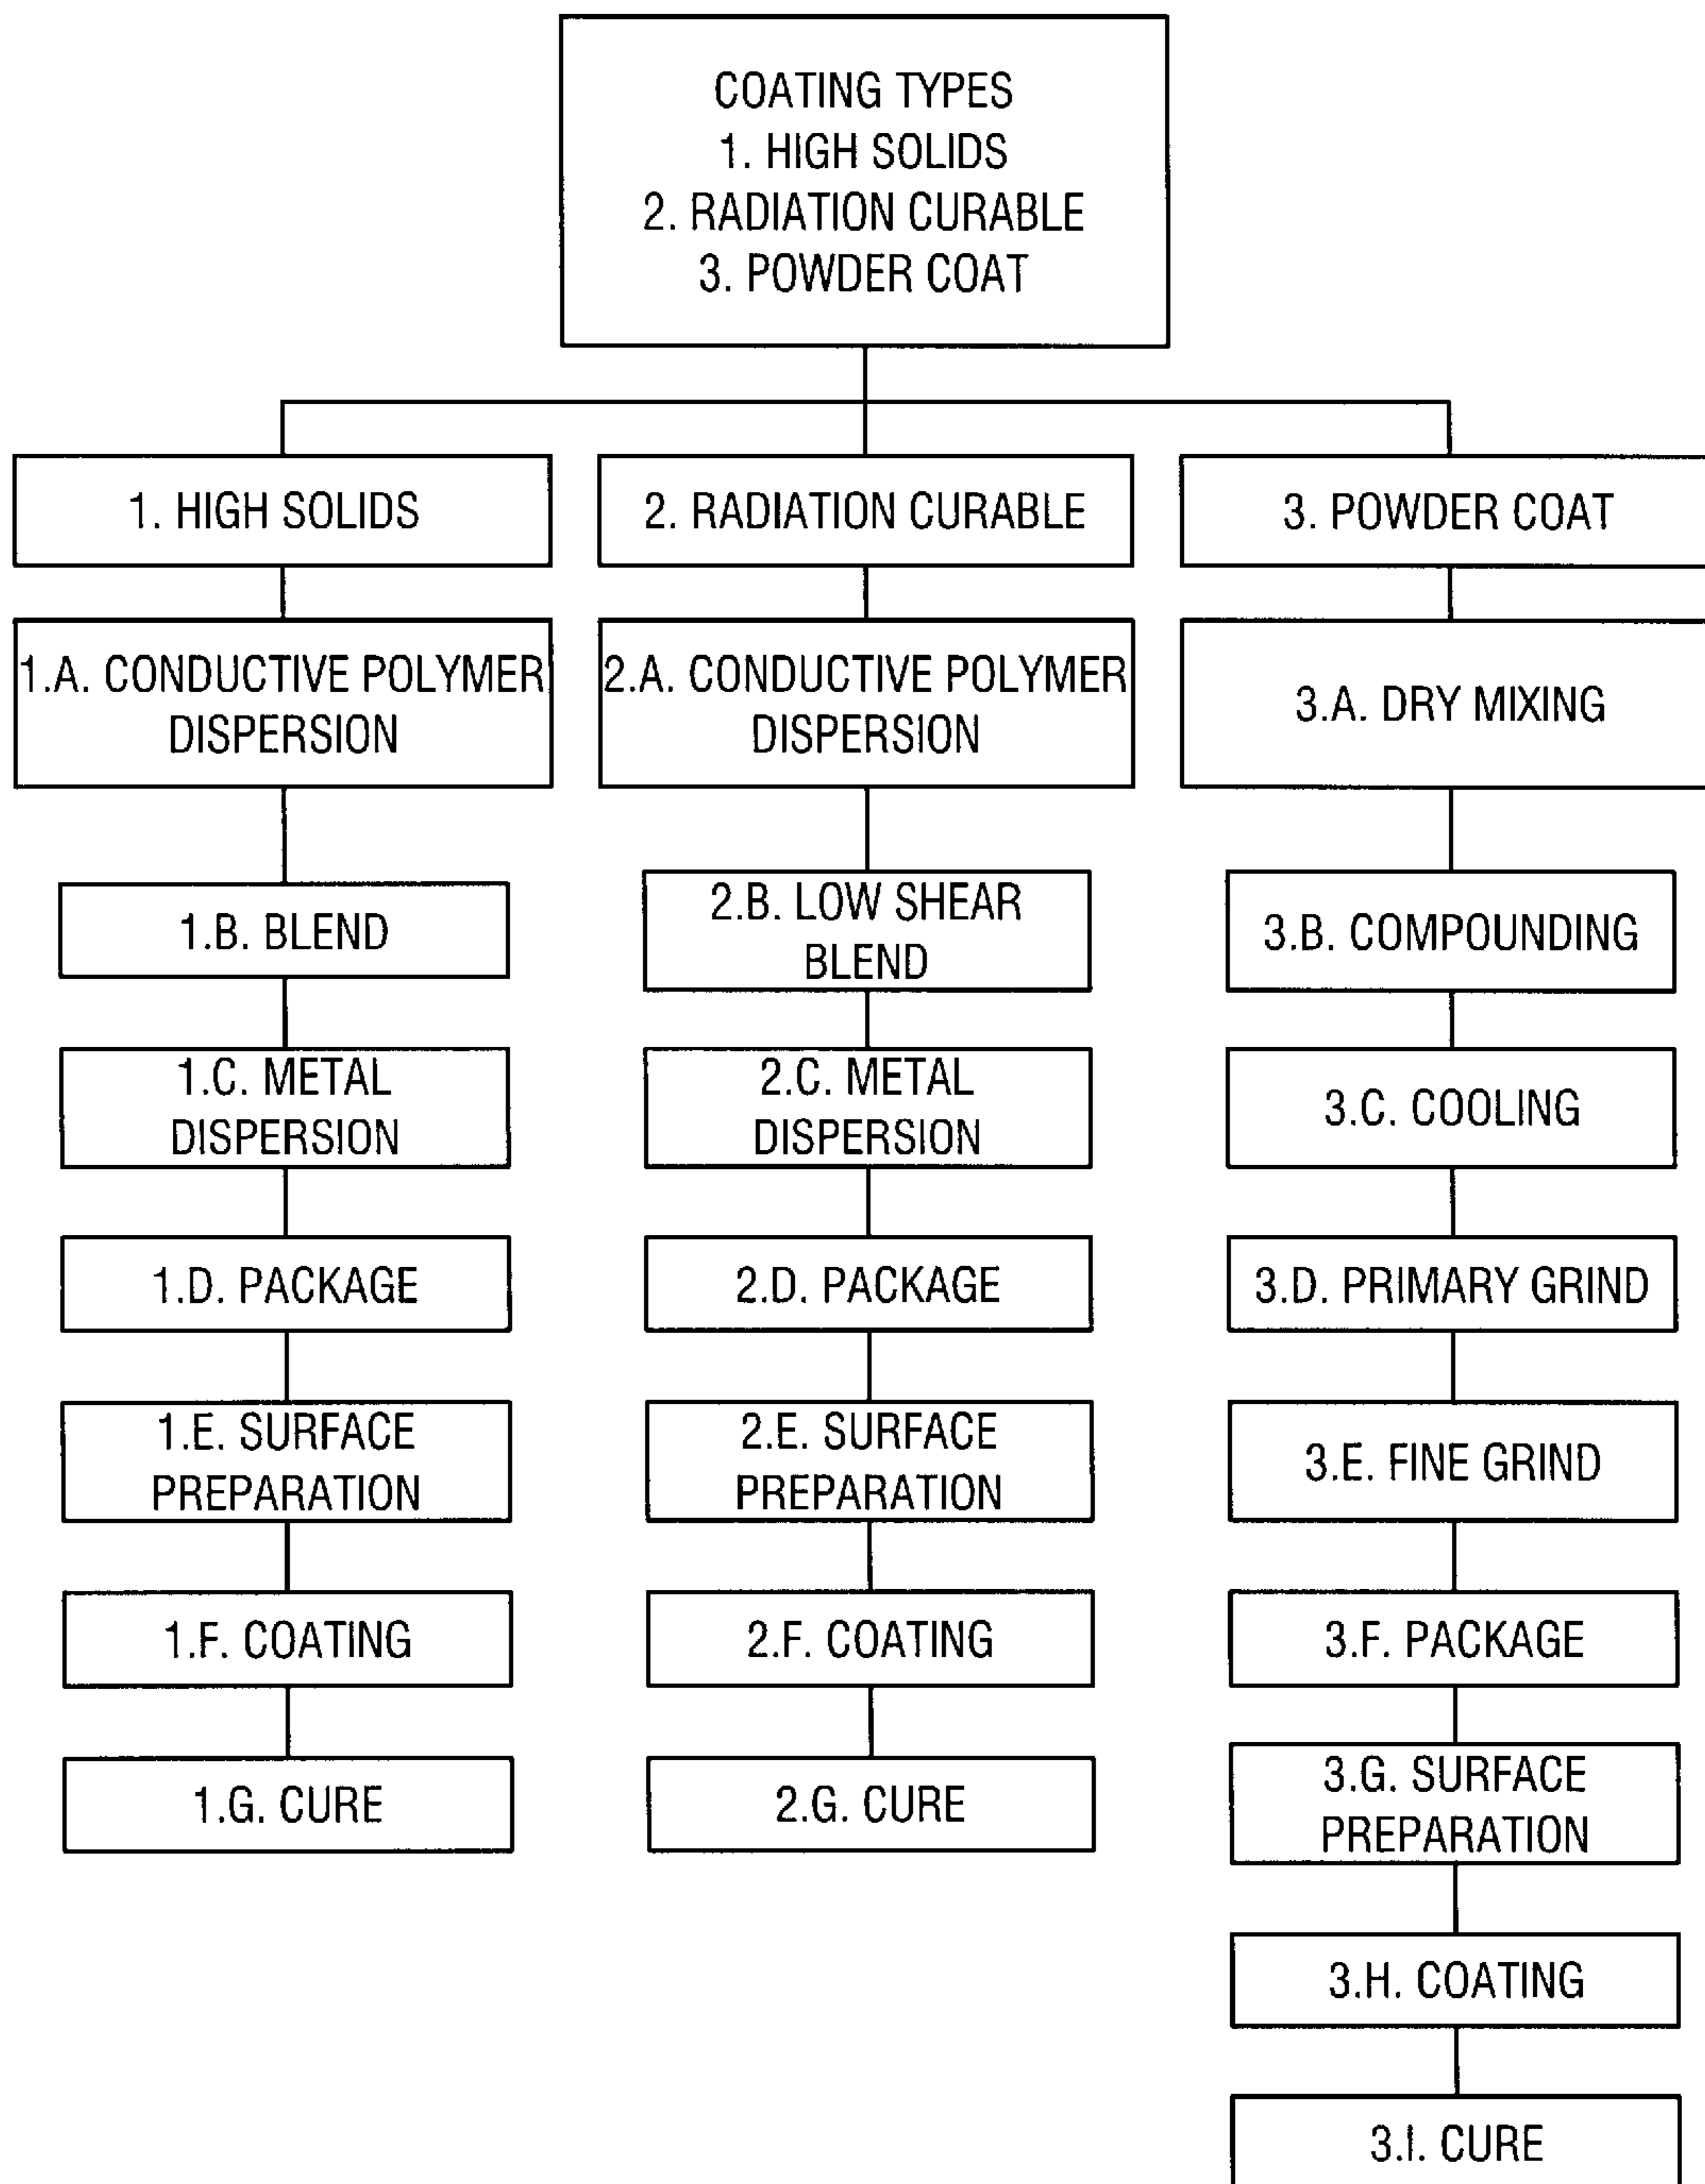 COATING TYPES
1. HIGH SOLIDS
2. RADIATION CURABLE
3. POWDER COAT
1. HIGH SOLIDS
1.A. CONDUCTIVE POLYMER
DISPERSION
1.B. BLEND
1.C. METAL
DISPERSION
1.D. PACKAGE
1.E. SURFACE
PREPARATION
1.F. COATING
1.G. CURE
2. RADIATION CURABLE
2.A. CONDUCTIVE POLYMER
DISPERSION
2.B. LOW SHEAR
BLEND
2.C. METAL
DISPERSION
2.D. PACKAGE
2.E. SURFACE
PREPARATION
2.F. COATING
2.G. CURE
3. POWDER COAT
3.A. DRY MIXING
3.B. COMPOUNDING
3.C. COOLING
3.D. PRIMARY GRIND
3.E. FINE GRIND
3.F. PACKAGE
3.G. SURFACE
PREPARATION
3.H. COATING
3.I. CURE